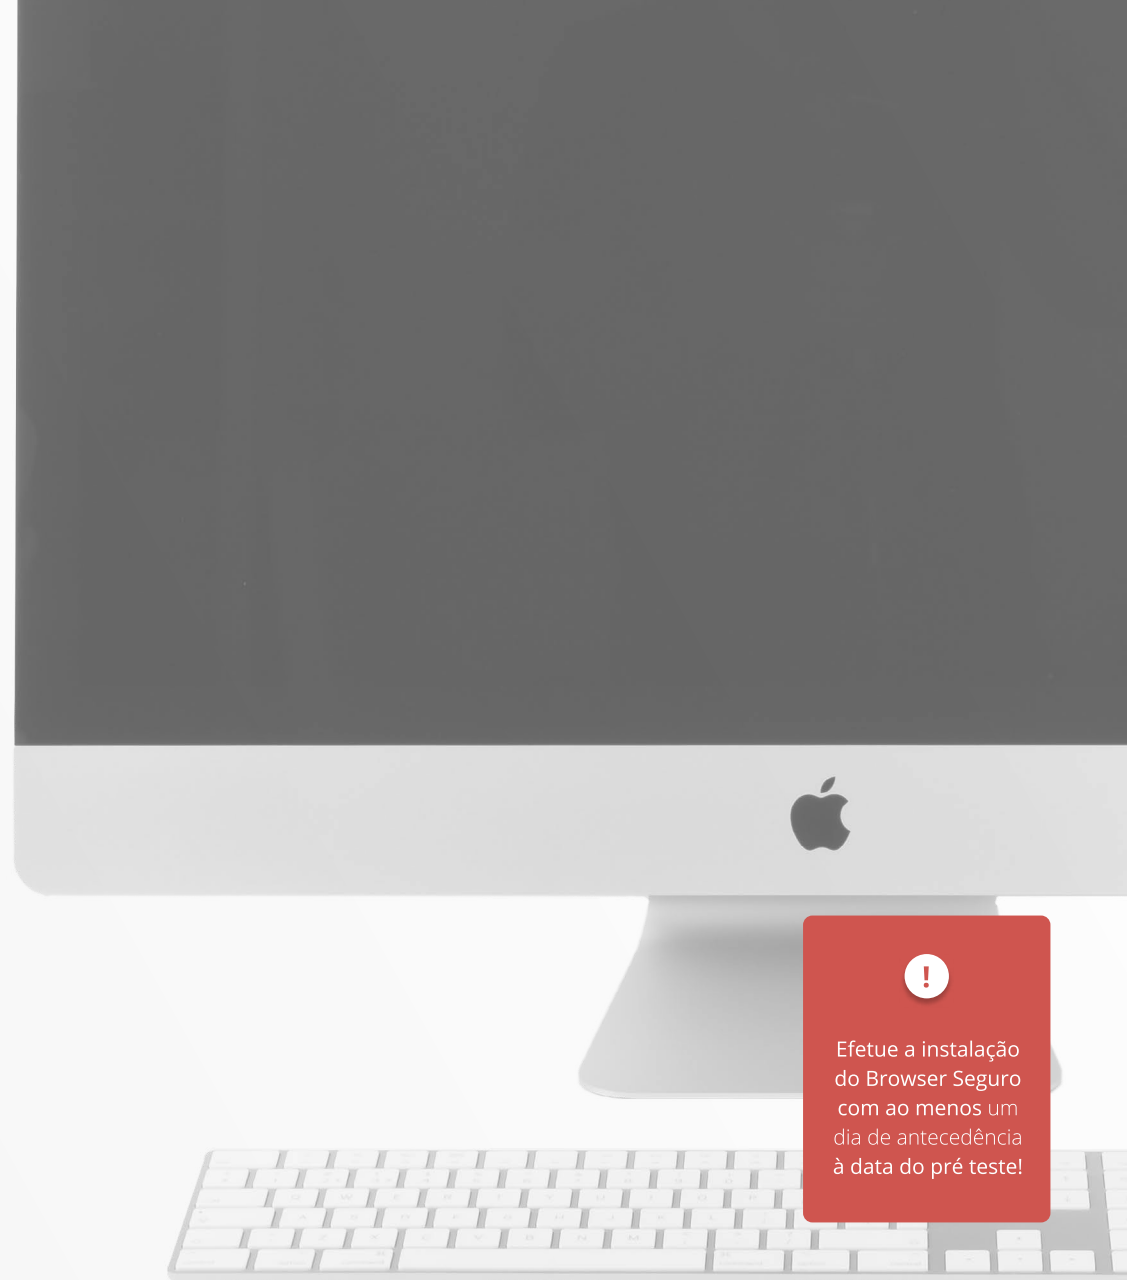 !
Efetue a instalação
do Browser Seguro
com ao menos um
dia de antecedência
à data do pré teste!